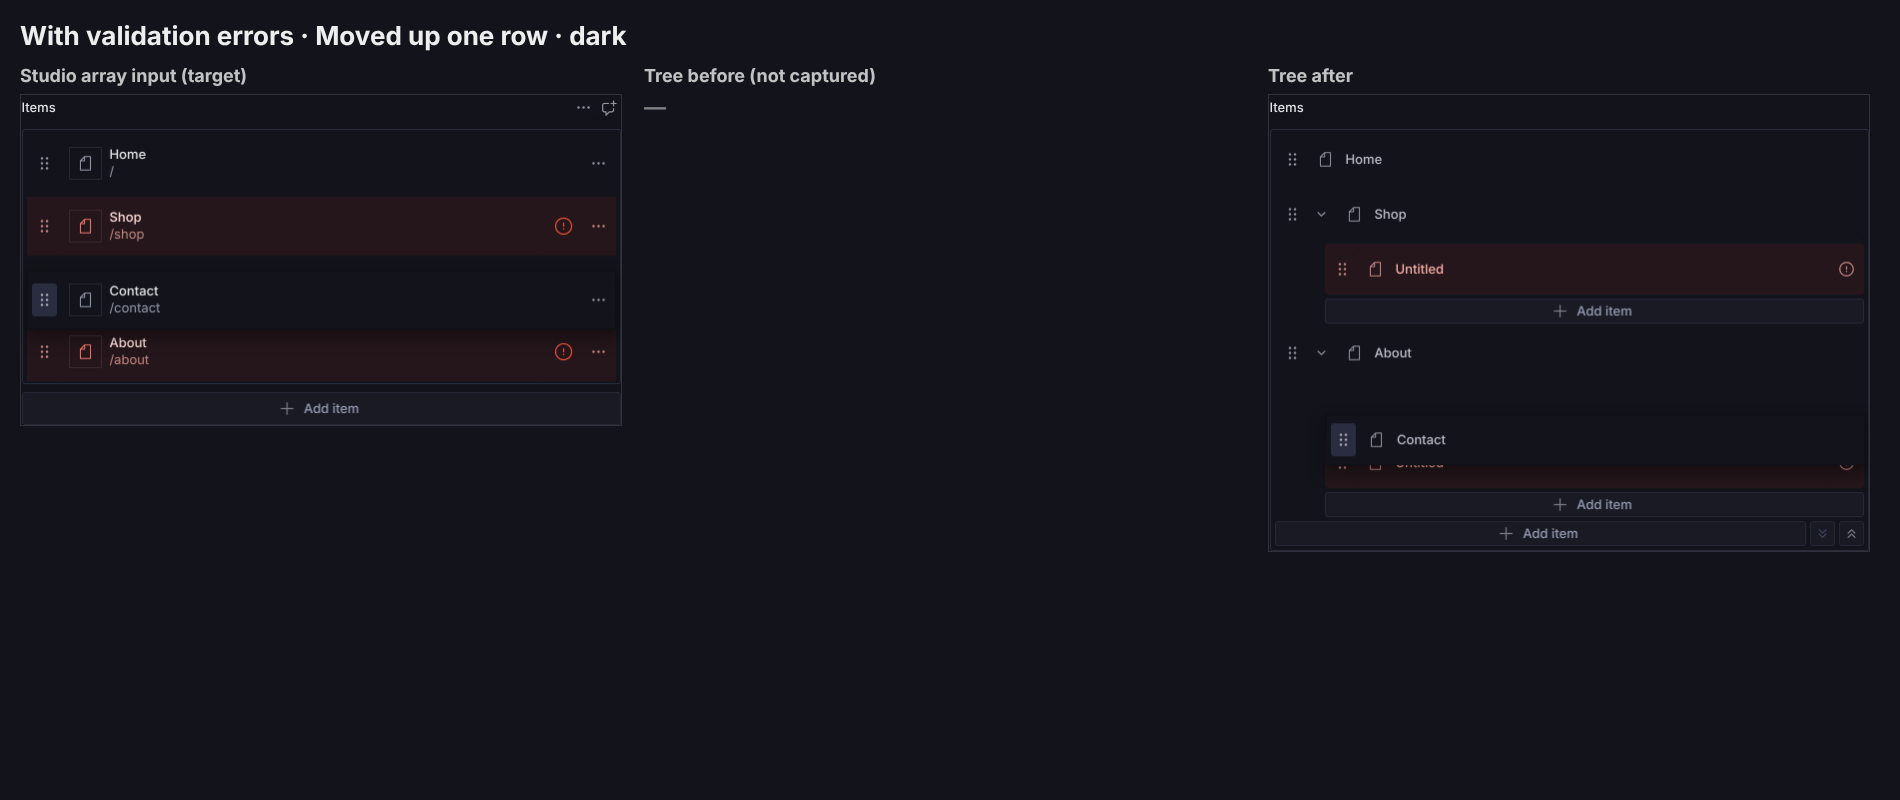 With validation errors · Moved up one row · dark
Studio array input (target)
Items
Home
/
Shop
/shop
Contact
/contact
About
/about
Add item
Tree before (not captured)
—
Tree after
Items
Home
Shop
Untitled
Add item
About
Contact
Untitled
Add item
Add item